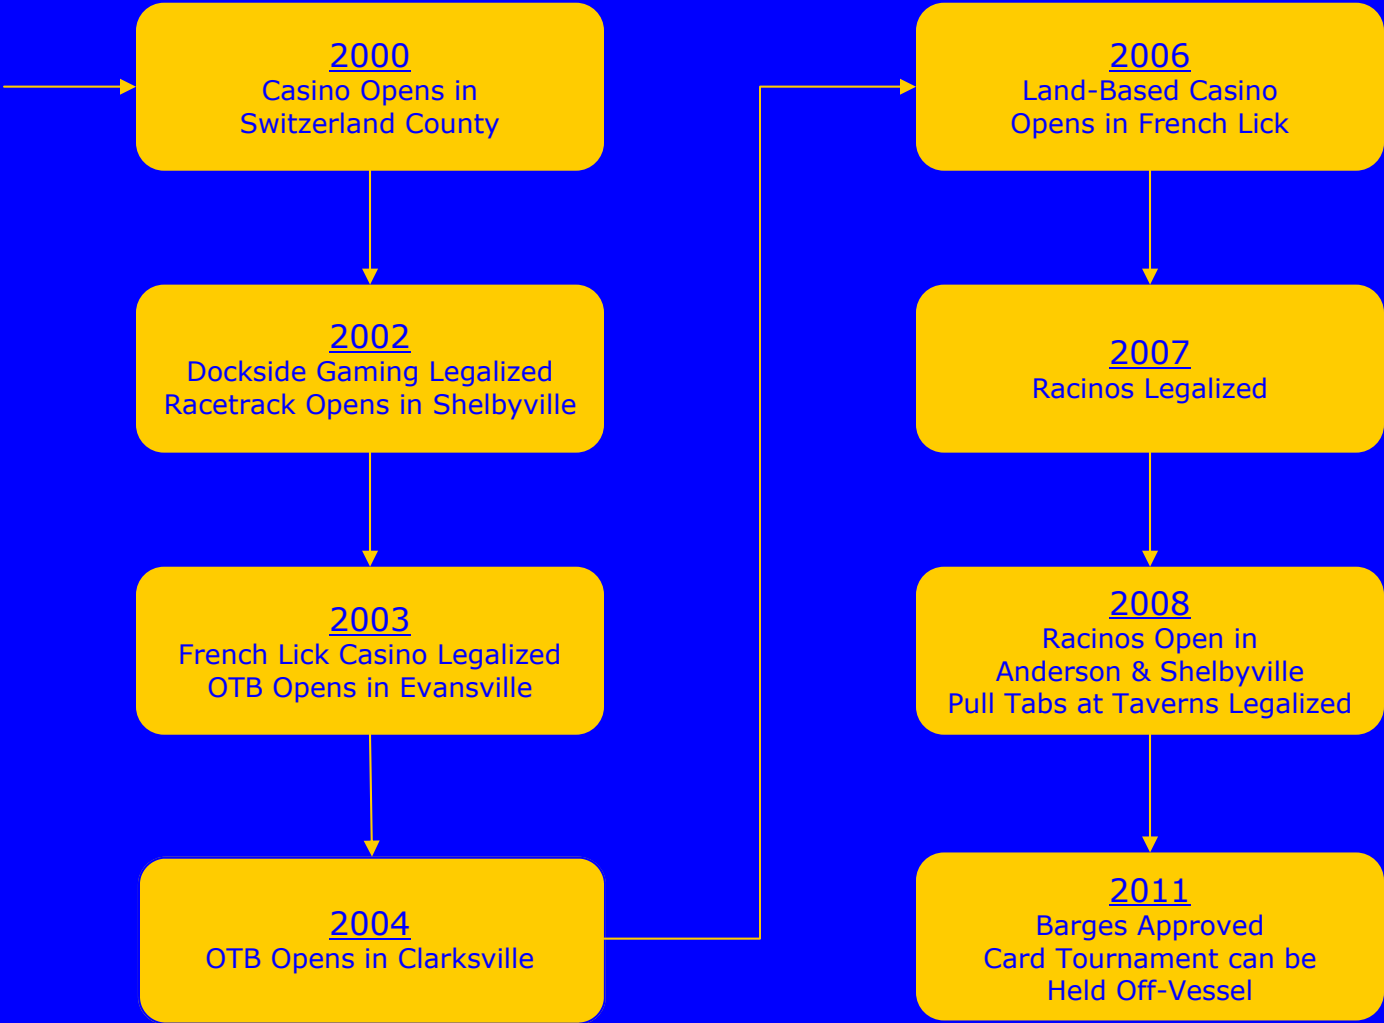 2000
Casino Opens in
Switzerland County
2002
Dockside Gaming Legalized
Racetrack Opens in Shelbyville
2003
French Lick Casino Legalized
OTB Opens in Evansville
2004
OTB Opens in Clarksville
2006
Land-Based Casino
Opens in French Lick
2007
Racinos Legalized
2008
Racinos Open in
Anderson & Shelbyville
Pull Tabs at Taverns Legalized
2011
Barges Approved
Card Tournament can be
Held Off-Vessel